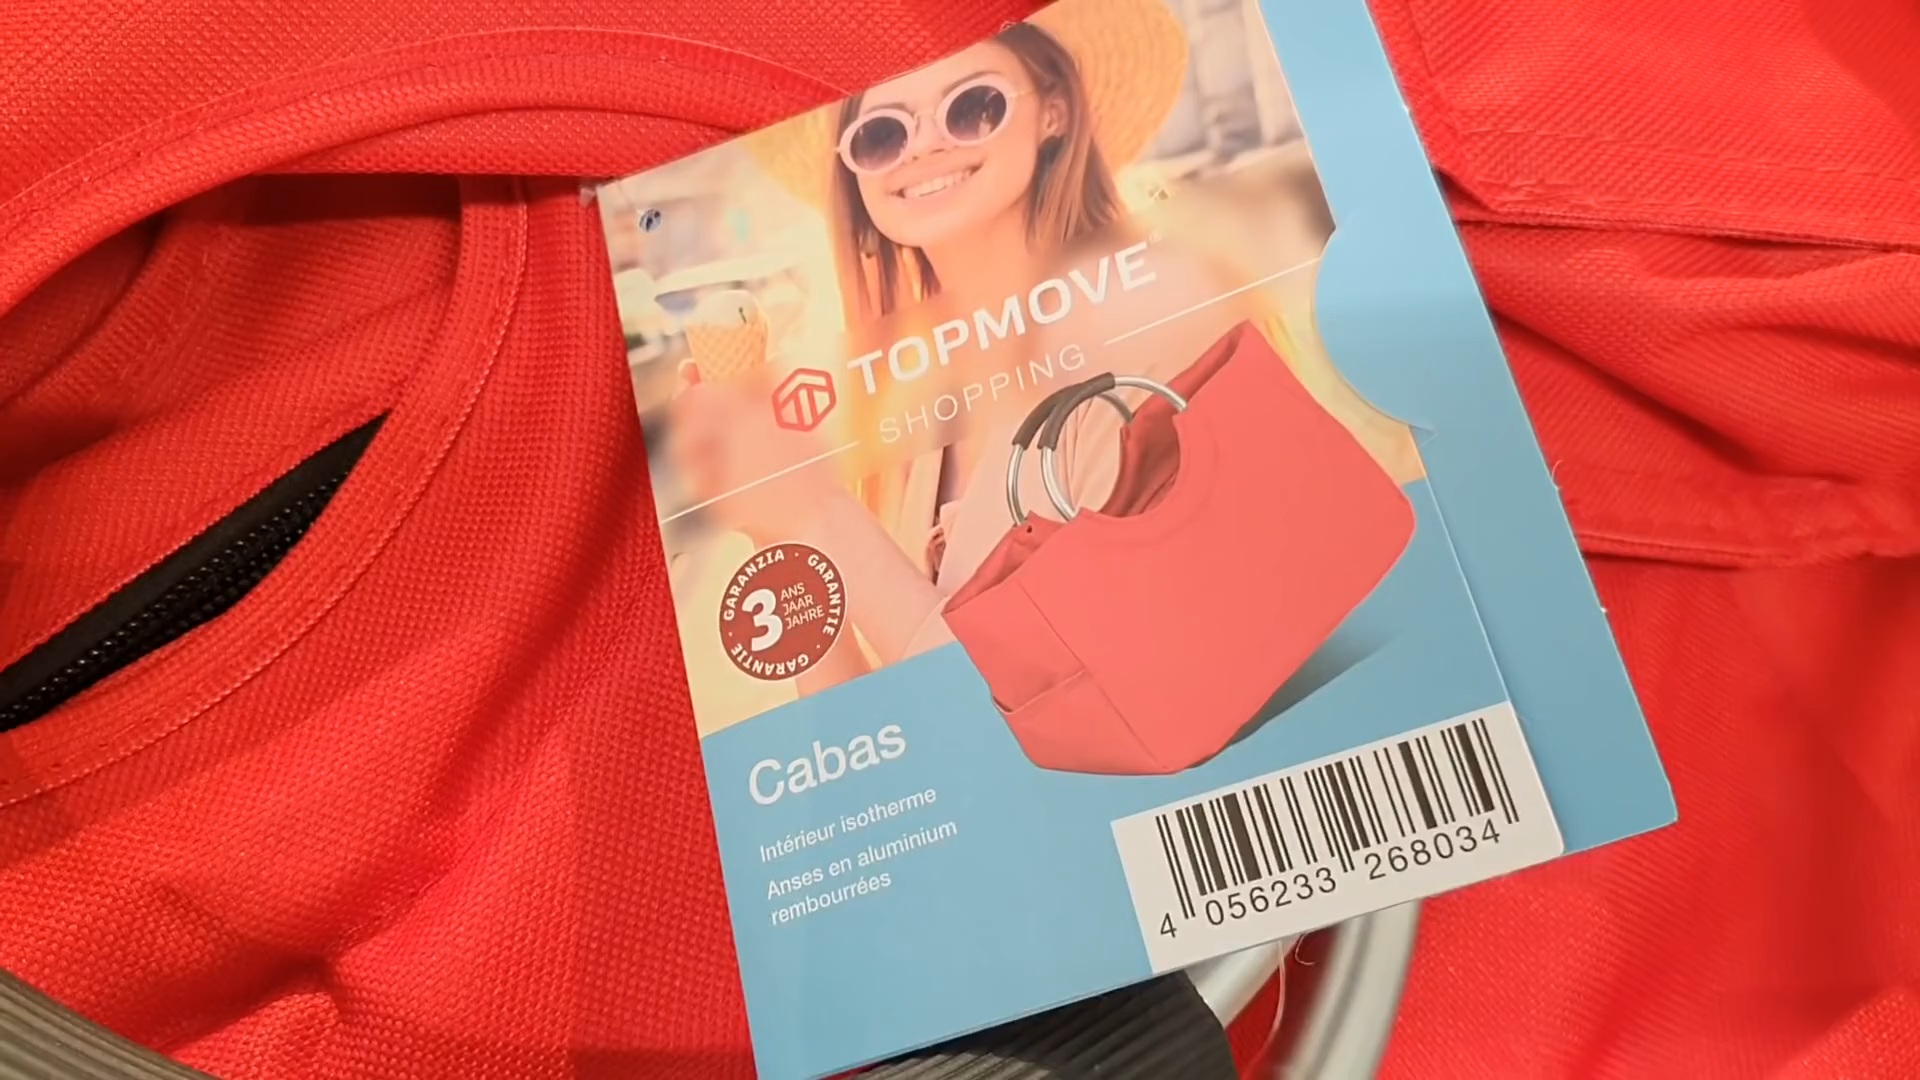 TOPMOVE®
SHOPPING
GARANZIA · GARANTIE · GARANTIE ·
3
ANS
JAAR
JAHRE
Cabas
Intérieur isotherme
Anses en aluminium
rembourrées
4 056233 268034